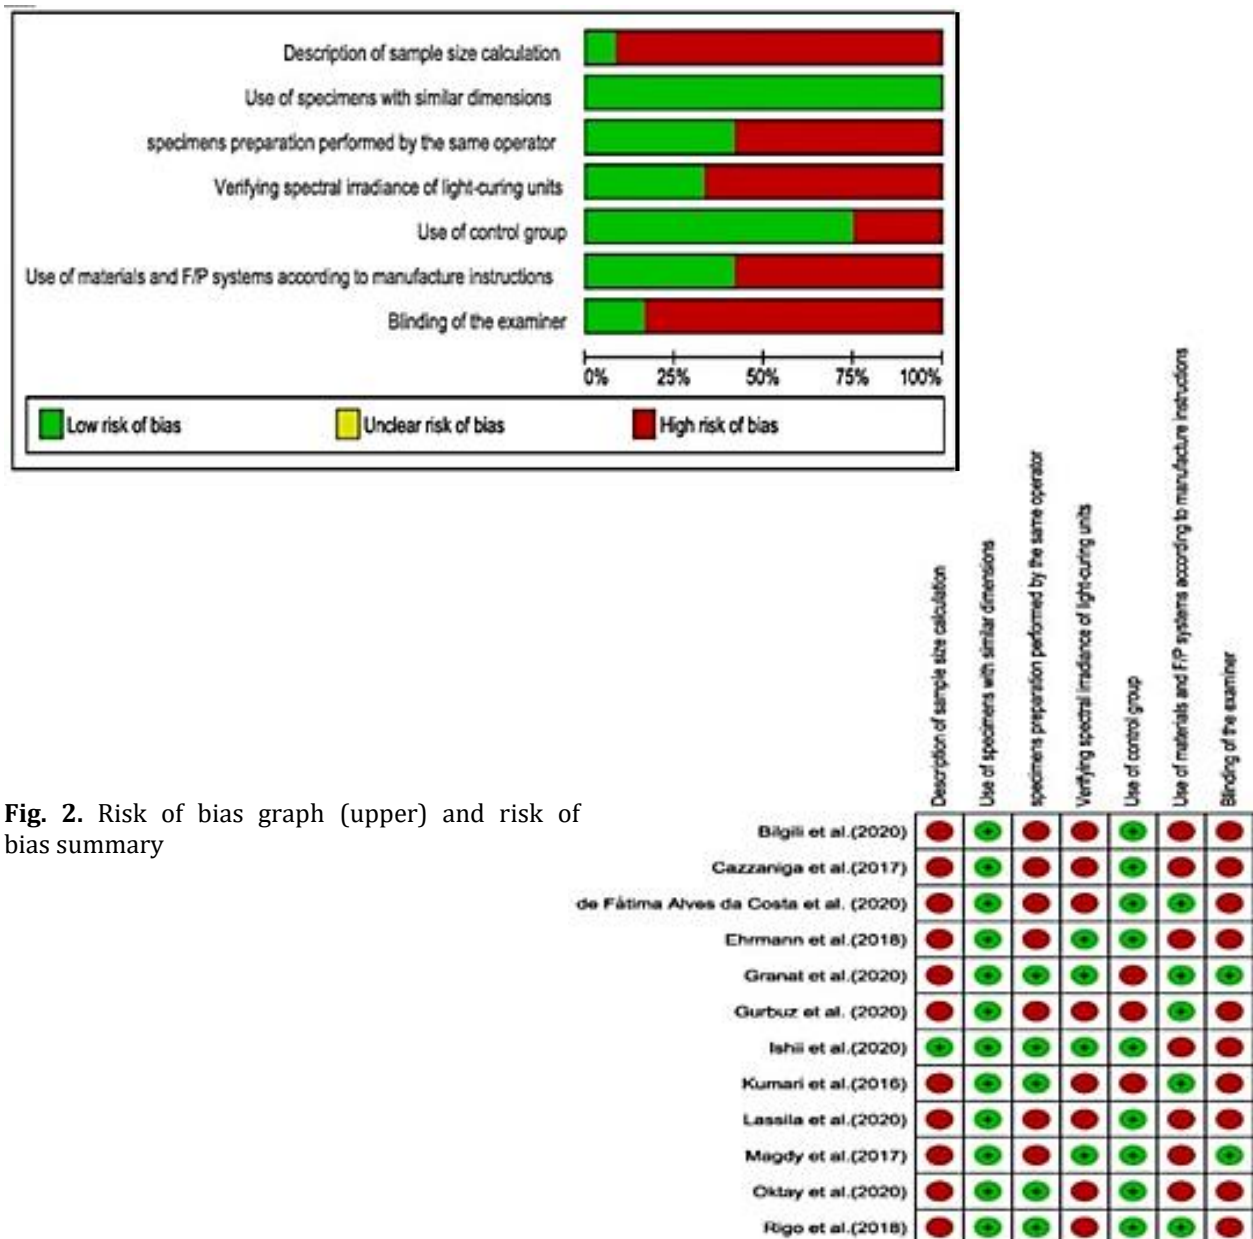 Description of sample size calculation
Use of specimens with similar dimensions
specimens preparation performed by the same operator
Verifying spectral irradiance of light-curing units
Use of control group
Use of materials and F/P systems according to manufacture instructions
Blinding of the examiner
0% 25% 50% 75% 100%
Low risk of bias Unclear risk of bias High risk of bias
Description of sample size calculation
Use of specimens with similar dimensions
specimens preparation performed by the same operator
Verifying spectral irradiance of light-curing units
Use of control group
Use of materials and F/P systems according to manufacture instructions
Blinding of the examiner
Fig. 2. Risk of bias graph (upper) and risk of
bias summary
Bilgili et al.(2020)
Cazzaniga et al.(2017)
de Fátima Alves da Costa et al. (2020)
Ehrmann et al.(2018)
Granat et al.(2020)
Gurbuz et al. (2020)
Ishii et al.(2020)
Kumari et al.(2016)
Lassila et al.(2020)
Magdy et al.(2017)
Oktay et al.(2020)
Rigo et al.(2018)